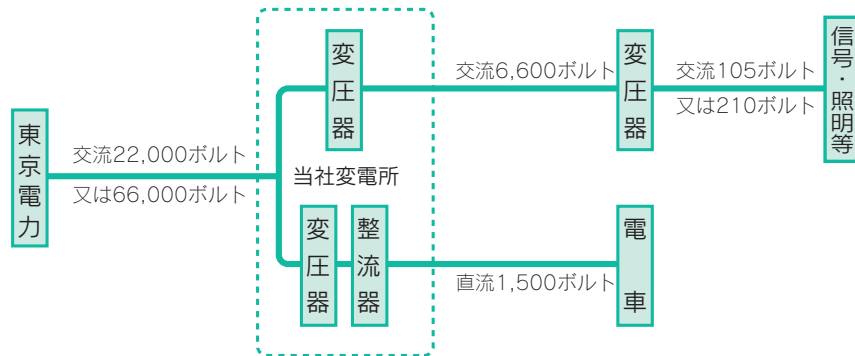 東京電力
交流22,000ボルト
又は66,000ボルト
当社変電所
変圧器
交流6,600ボルト
変圧器
交流105ボルト
又は210ボルト
信号・照明等
変圧器
整流器
直流1,500ボルト
電車